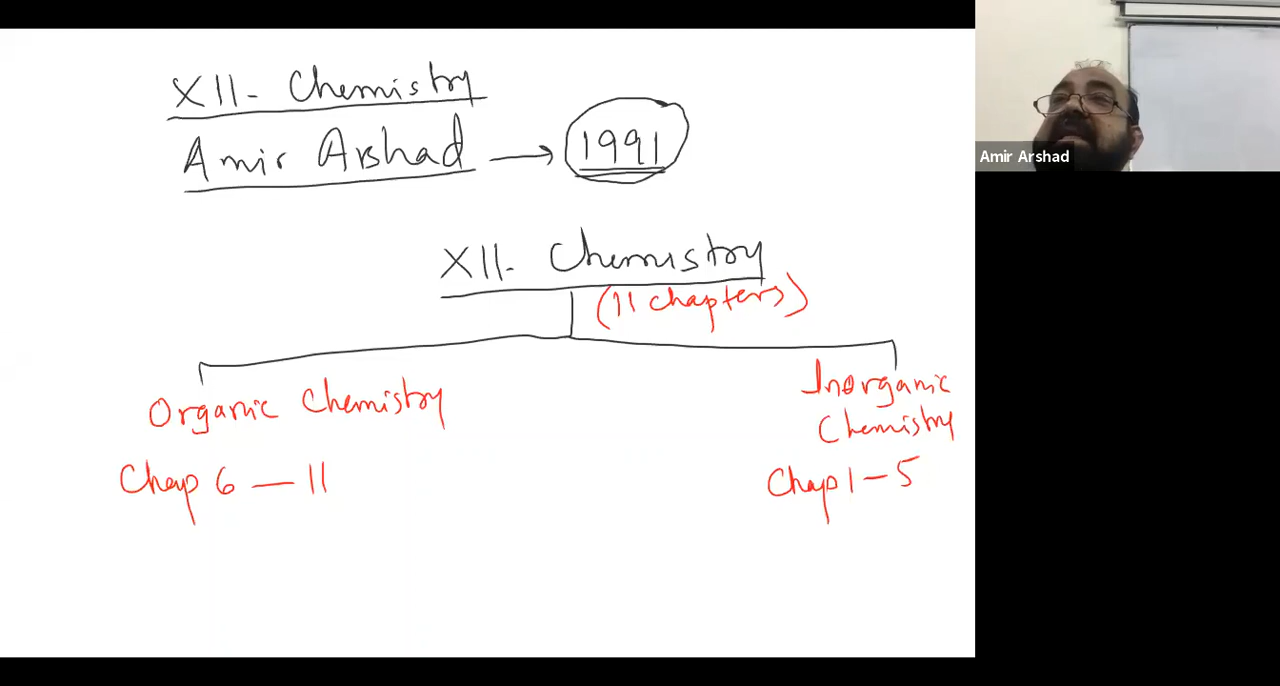 XII- Chemistry
Amir Arshad → 1991
Amir Arshad
XII- Chemistry
(11 chapters)
Organic Chemistry
Inorganic
Chemistry
Chap 6 — 11
Chap 1 – 5